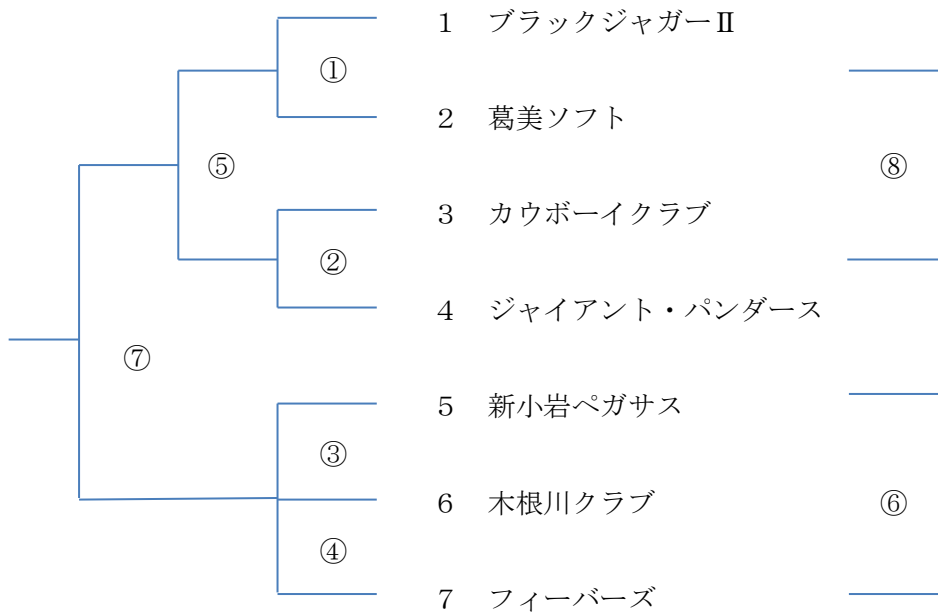 1 ブラックジャガーⅡ
①
2 葛美ソフト
⑤
⑧
3 カウボーイクラブ
②
4 ジャイアント・パンダース
⑦
5 新小岩ペガサス
③
6 木根川クラブ
⑥
④
7 フィーバーズ